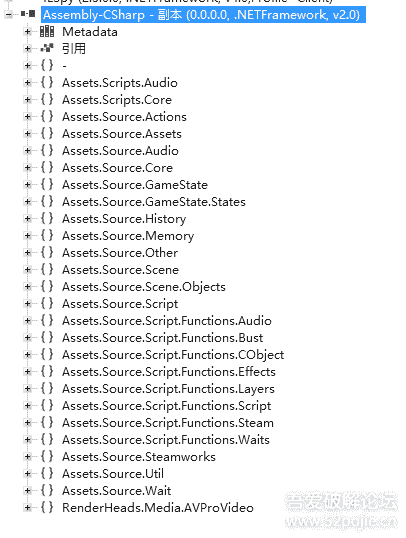 Assembly-CSharp - 副本 (0.0.0.0, .NETFramework, v2.0)
Metadata
引用
{ } -
{ } Assets.Scripts.Audio
{ } Assets.Scripts.Core
{ } Assets.Source.Actions
{ } Assets.Source.Assets
{ } Assets.Source.Audio
{ } Assets.Source.Core
{ } Assets.Source.GameState
{ } Assets.Source.GameState.States
{ } Assets.Source.History
{ } Assets.Source.Memory
{ } Assets.Source.Other
{ } Assets.Source.Scene
{ } Assets.Source.Scene.Objects
{ } Assets.Source.Script
{ } Assets.Source.Script.Functions.Audio
{ } Assets.Source.Script.Functions.Bust
{ } Assets.Source.Script.Functions.CObject
{ } Assets.Source.Script.Functions.Effects
{ } Assets.Source.Script.Functions.Layers
{ } Assets.Source.Script.Functions.Script
{ } Assets.Source.Script.Functions.Steam
{ } Assets.Source.Script.Functions.Waits
{ } Assets.Source.Steamworks
{ } Assets.Source.Util
{ } Assets.Source.Wait
{ } RenderHeads.Media.AVProVideo
吾爱破解论坛
www.52pojie.cn